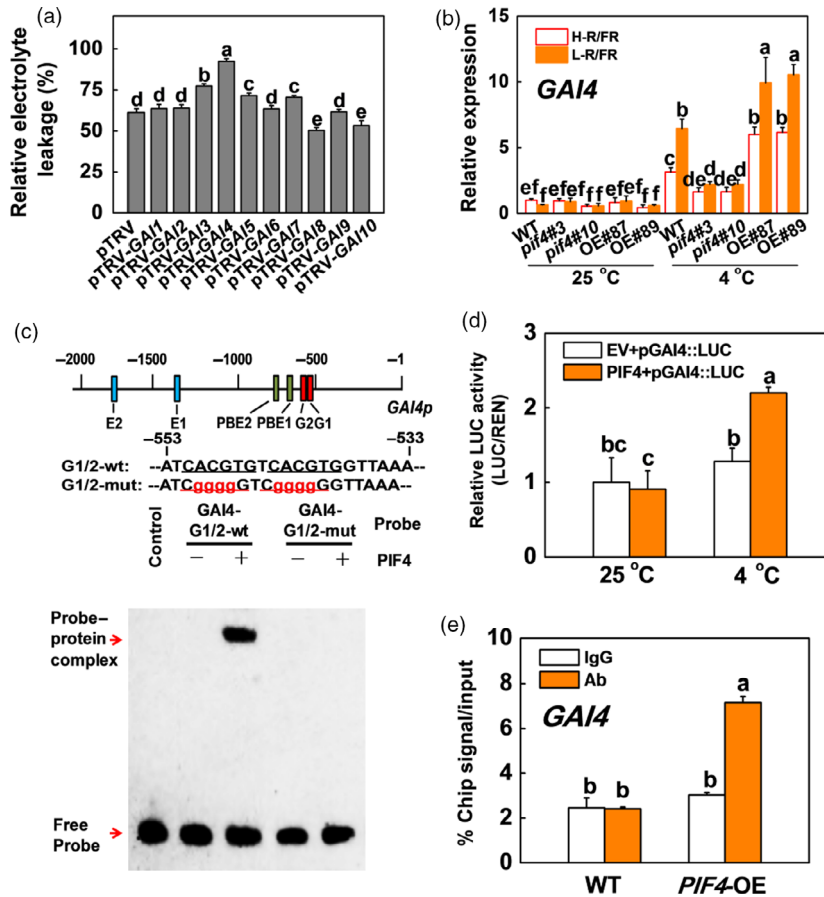 (a)
Relative electrolyte
leakage (%)
100
75
50
25
0
d d d b a c d c e d e
pTRV
pTRV-GAI1
pTRV-GAI2
pTRV-GAI3
pTRV-GAI4
pTRV-GAI5
pTRV-GAI6
pTRV-GAI7
pTRV-GAI8
pTRV-GAI9
pTRV-GAI10
(b)
Relative expression
15
10
5
0
H-R/FR
L-R/FR
GAI4
ef f ef ef f f ef ef f f c b de d de d b a b a
WT
pif4#3
pif4#10
OE#87
OE#89
WT
pif4#3
pif4#10
OE#87
OE#89
25 °C
4 °C
(c)
–2000 –1500 –1000 –500 –1
GAI4p
E2 E1 PBE2 PBE1 G2G1
–553 –533
G1/2-wt: --ATCACGTGTCACGTGGTTAAA--
G1/2-mut: --ATCggggGTCggggGGTTAAA--
Control
GAI4-
G1/2-wt
GAI4-
G1/2-mut
Probe
– + – + PIF4
Probe–
protein
complex
Free
Probe
(d)
Relative LUC activity
(LUC/REN)
3
2
1
0
EV+pGAI4::LUC
PIF4+pGAI4::LUC
bc c b a
25 °C 4 °C
(e)
% Chip signal/input
10
8
6
4
2
0
IgG
Ab
GAI4
b b b a
WT PIF4-OE